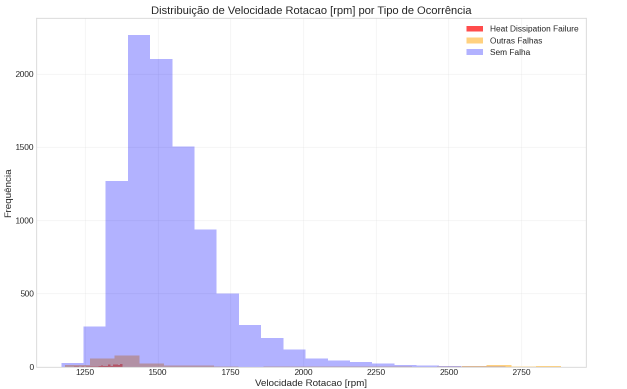 Distribuição de Velocidade Rotacao [rpm] por Tipo de Ocorrência
Heat Dissipation Failure
Outras Falhas
Sem Falha
Frequência
2000
1500
1000
500
0
1250
1500
1750
2000
2250
2500
2750
Velocidade Rotacao [rpm]